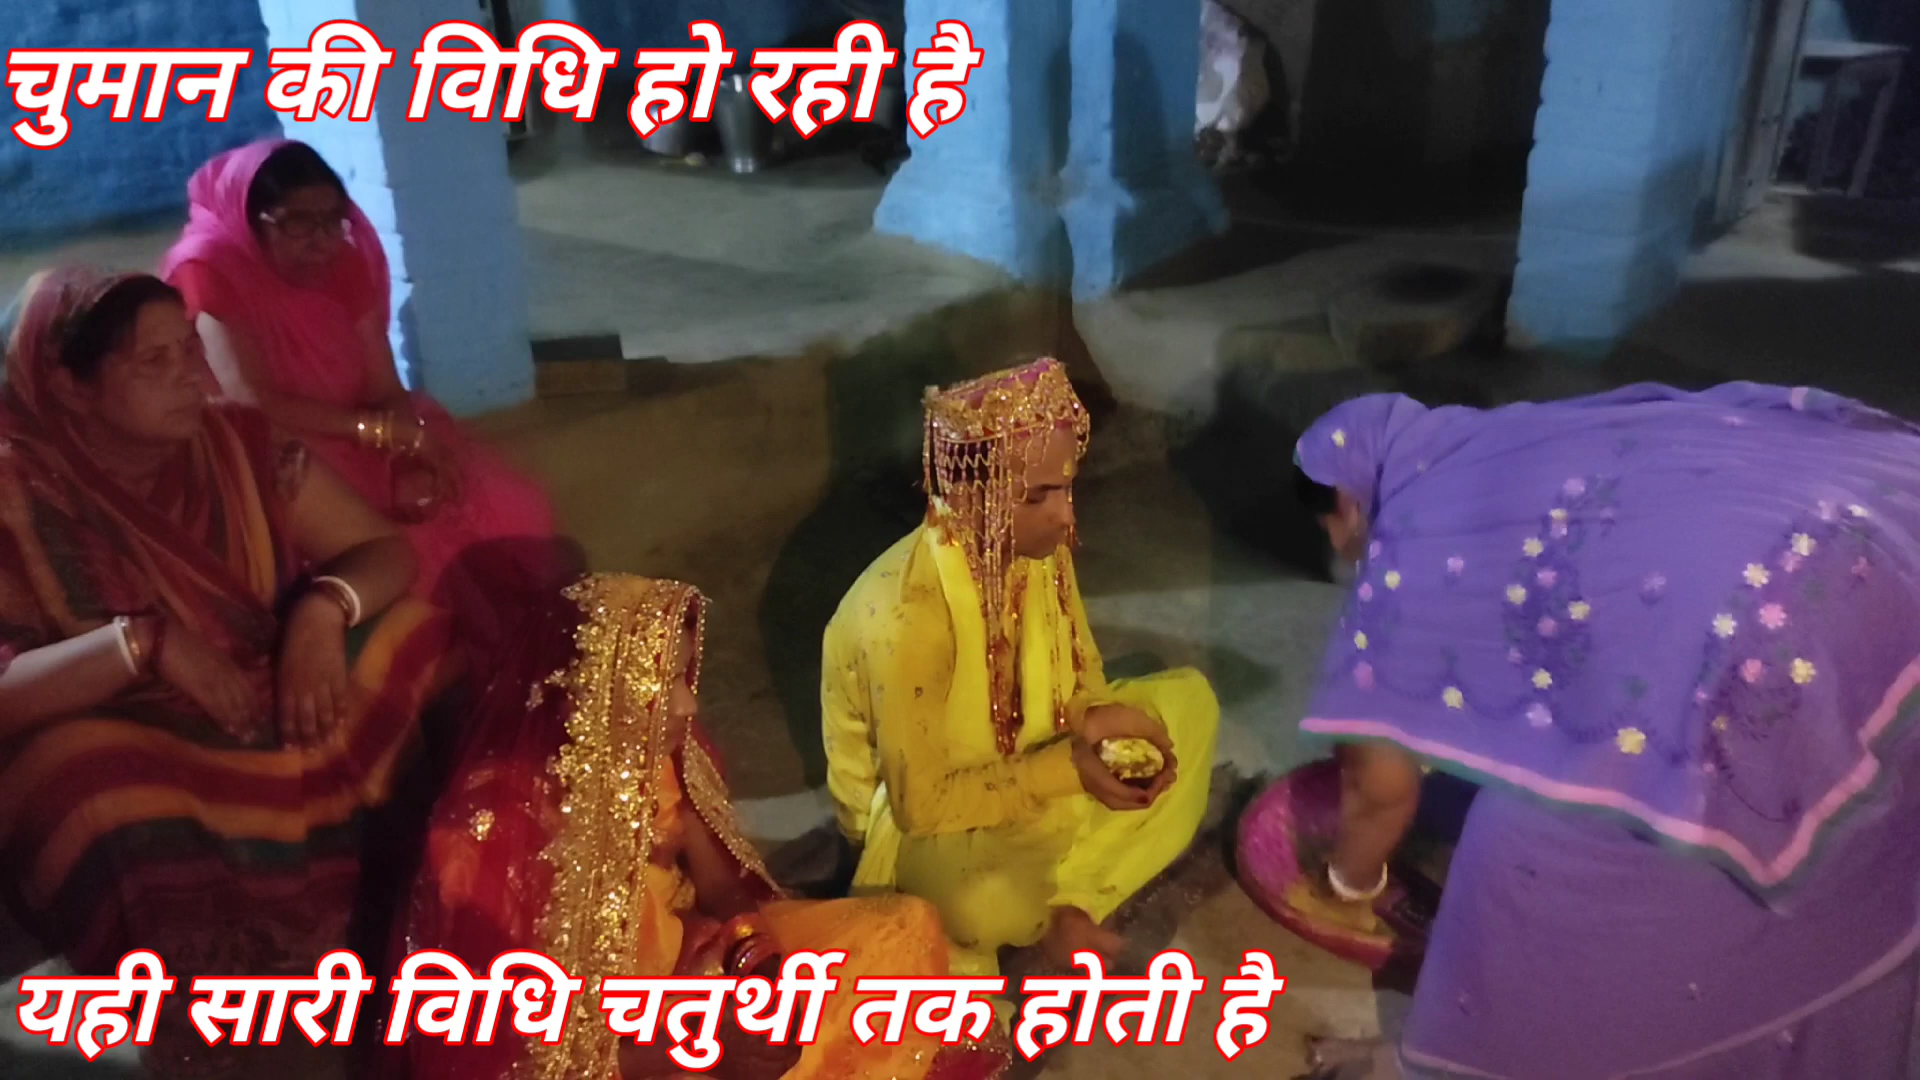 चुमान की विधि हो रही है
यही सारी विधि चतुर्थी तक होती है